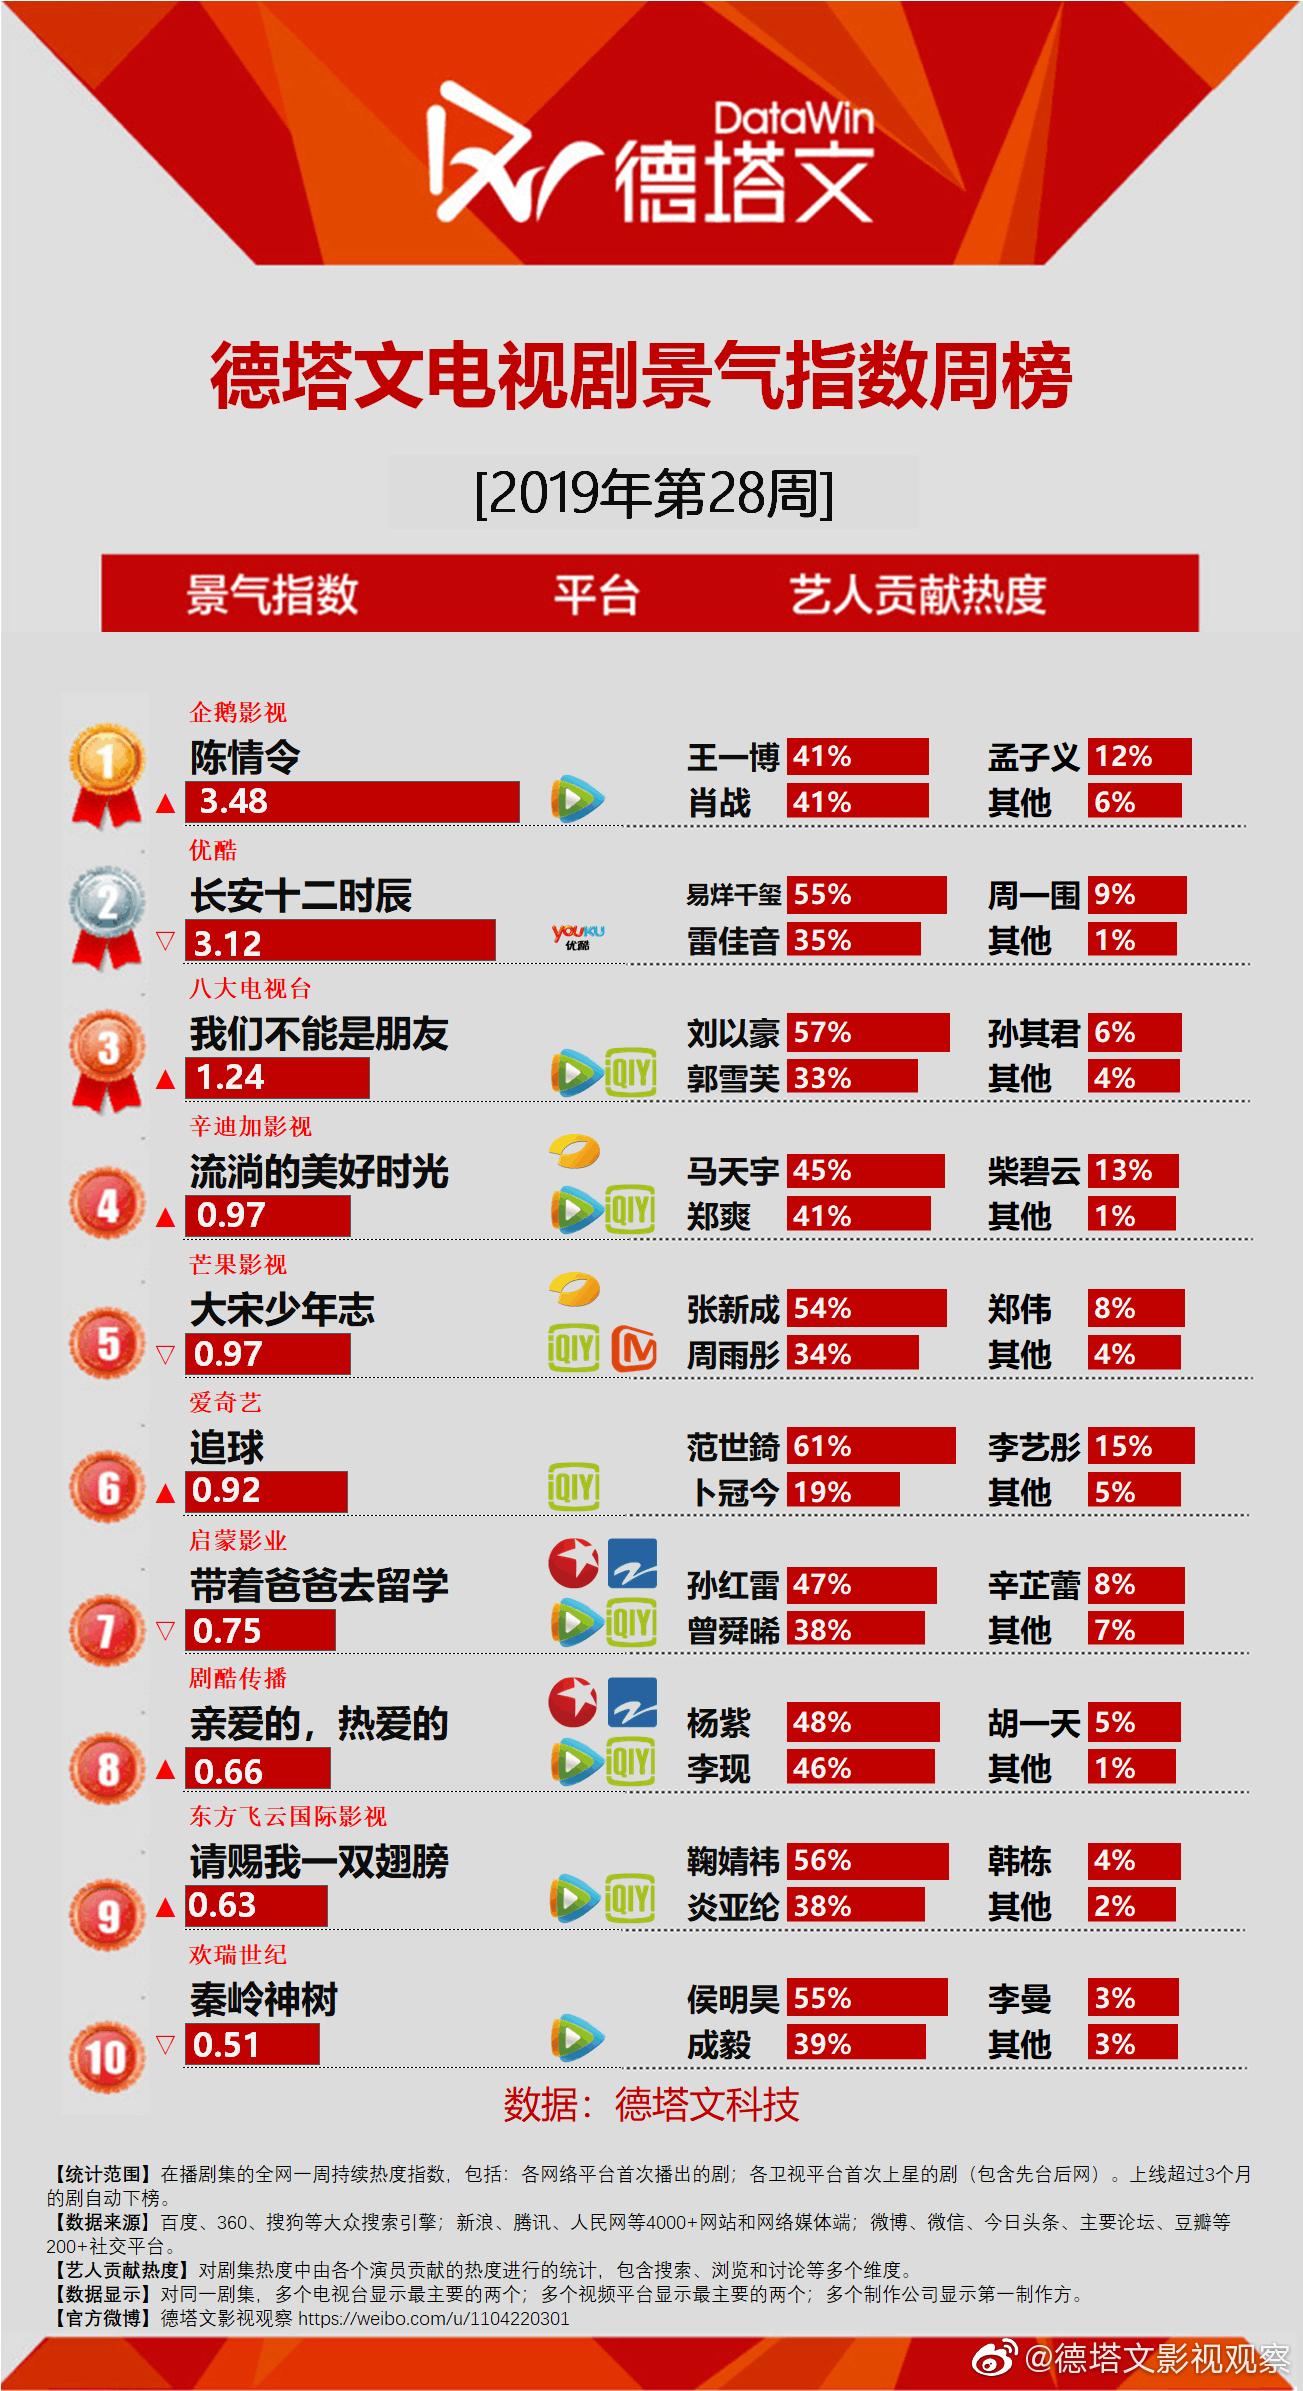 DataWin
德塔文
德塔文电视剧景气指数周榜
[2019年第28周]
景气指数 平台 艺人贡献热度
企鹅影视
1 陈情令 王一博 41% 孟子义 12%
▲ 3.48 肖战 41% 其他 6%
优酷
2 长安十二时辰 易烊千玺 55% 周一围 9%
▽ 3.12 YOUKU 优酷 雷佳音 35% 其他 1%
八大电视台
3 我们不能是朋友 刘以豪 57% 孙其君 6%
▲ 1.24 iQIYI 郭雪芙 33% 其他 4%
辛迪加影视
4 流淌的美好时光 马天宇 45% 柴碧云 13%
▲ 0.97 iQIYI 郑爽 41% 其他 1%
芒果影视
5 大宋少年志 张新成 54% 郑伟 8%
▽ 0.97 iQIYI 周雨彤 34% 其他 4%
爱奇艺
6 追球 范世錡 61% 李艺彤 15%
▲ 0.92 iQIYI 卜冠今 19% 其他 5%
启蒙影业
7 带着爸爸去留学 孙红雷 47% 辛芷蕾 8%
▽ 0.75 iQIYI 曾舜晞 38% 其他 7%
剧酷传播
8 亲爱的，热爱的 杨紫 48% 胡一天 5%
▲ 0.66 iQIYI 李现 46% 其他 1%
东方飞云国际影视
9 请赐我一双翅膀 鞠婧祎 56% 韩栋 4%
▲ 0.63 iQIYI 炎亚纶 38% 其他 2%
欢瑞世纪
10 秦岭神树 侯明昊 55% 李曼 3%
▽ 0.51 成毅 39% 其他 3%
数据：德塔文科技
【统计范围】在播剧集的全网一周持续热度指数，包括：各网络平台首次播出的剧；各卫视平台首次上星的剧（包含先台后网）。上线超过3个月
的剧自动下榜。
【数据来源】百度、360、搜狗等大众搜索引擎；新浪、腾讯、人民网等4000+网站和网络媒体端；微博、微信、今日头条、主要论坛、豆瓣等
200+社交平台。
【艺人贡献热度】对剧集热度中由各个演员贡献的热度进行的统计，包含搜索、浏览和讨论等多个维度。
【数据显示】对同一剧集，多个电视台显示最主要的两个；多个视频平台显示最主要的两个；多个制作公司显示第一制作方。
【官方微博】德塔文影视观察 https://weibo.com/u/1104220301
@德塔文影视观察